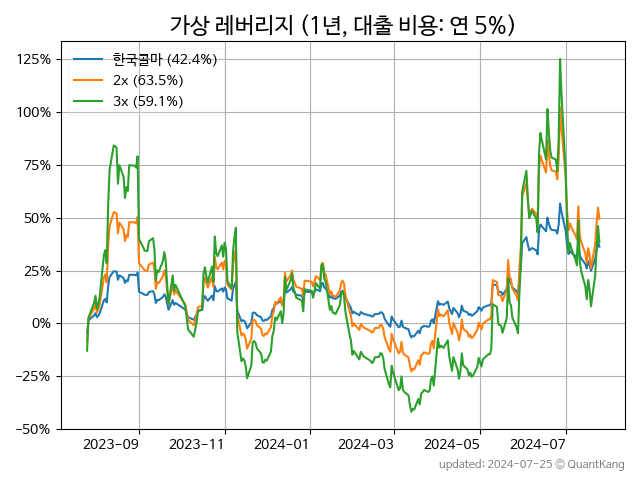 가상 레버리지 (1년, 대출 비용: 연 5%)
125%
100%
75%
50%
25%
0%
−25%
−50%
한국콜마 (42.4%)
2x (63.5%)
3x (59.1%)
2023-09
2023-11
2024-01
2024-03
2024-05
2024-07
updated: 2024-07-25 © QuantKang